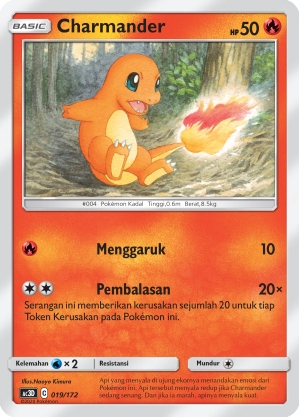 BASIC
Charmander
HP 50
#004 Pokémon Kadal Tinggi,0.6m Berat,8.5kg
Menggaruk 10
Pembalasan 20×
Serangan ini memberikan kerusakan sejumlah 20 untuk tiap
Token Kerusakan pada Pokémon ini.
Kelemahan ×2 Resistansi Mundur
Illus.Naoyo Kimura
Api yang menyala di ujung ekornya menandakan emosi dari
Pokémon ini. Api tersebut menyala redup jika Charmander
sedang senang. Dan jika ia marah, apinya menyala kuat.
019/172